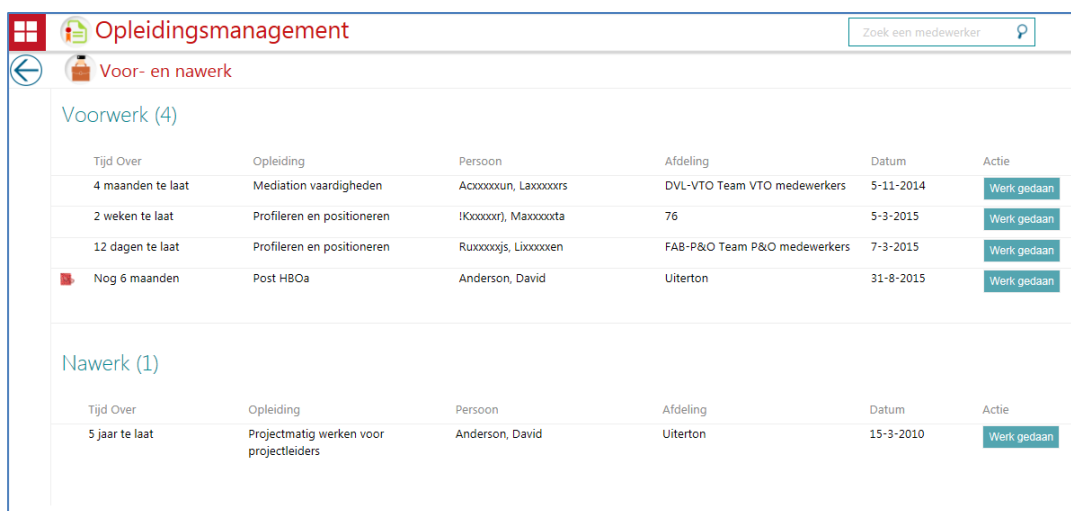 Opleidingsmanagement
Zoek een medewerker
Voor- en nawerk
Voorwerk (4)
Tijd Over Opleiding Persoon Afdeling Datum Actie
4 maanden te laat Mediation vaardigheden Acxxxxxun, Laxxxxxrs DVL-VTO Team VTO medewerkers 5-11-2014 Werk gedaan
2 weken te laat Profileren en positioneren !Kxxxxxr), Maxxxxxta 76 5-3-2015 Werk gedaan
12 dagen te laat Profileren en positioneren Ruxxxxxjs, Lixxxxxen FAB-P&O Team P&O medewerkers 7-3-2015 Werk gedaan
Nog 6 maanden Post HBOa Anderson, David Uiterton 31-8-2015 Werk gedaan
Nawerk (1)
Tijd Over Opleiding Persoon Afdeling Datum Actie
5 jaar te laat Projectmatig werken voor Anderson, David Uiterton 15-3-2010 Werk gedaan
projectleiders